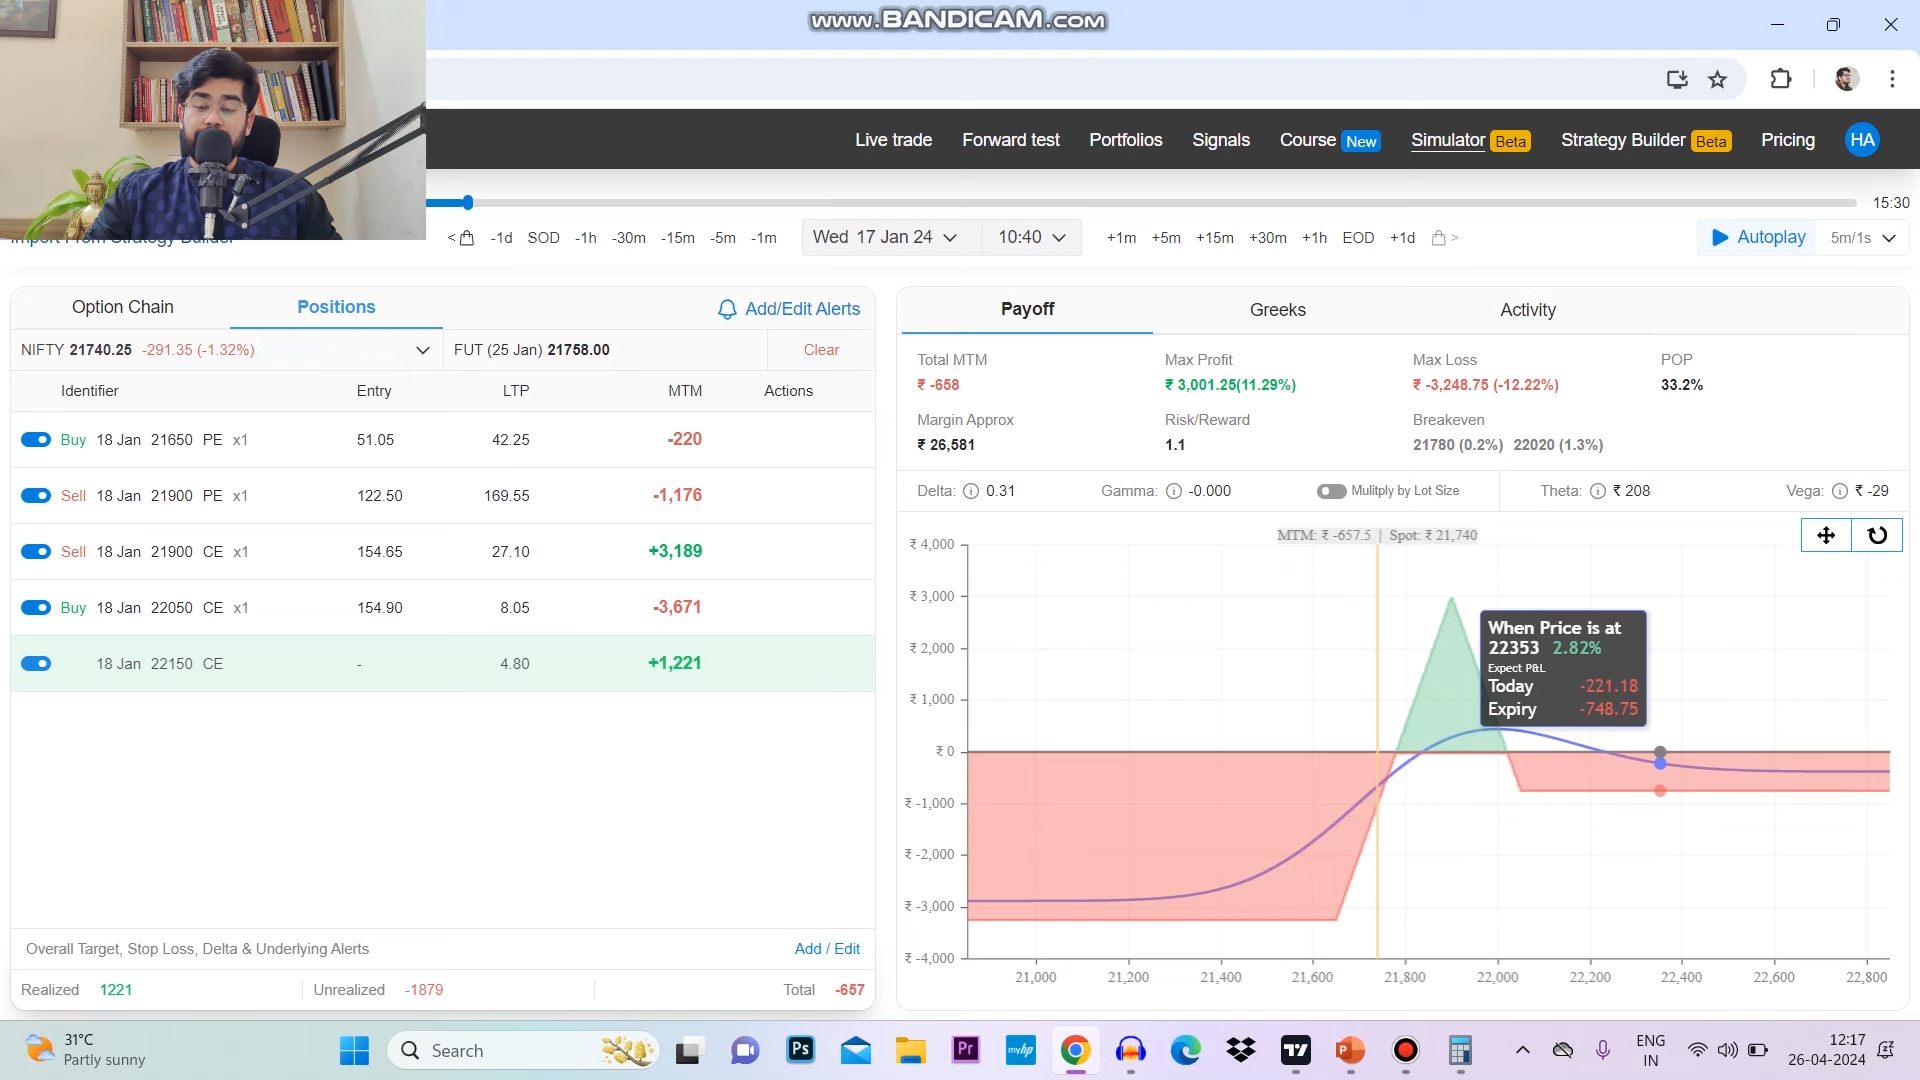 www.BANDICAM.com
Live trade Forward test Portfolios Signals Course New Simulator Beta Strategy Builder Beta Pricing HA
15:30
Import From Strategy Builder
< -1d SOD -1h -30m -15m -5m -1m Wed 17 Jan 24 10:40 +1m +5m +15m +30m +1h EOD +1d > Autoplay 5m/1s
Option Chain Positions Add/Edit Alerts
NIFTY 21740.25 -291.35 (-1.32%) FUT (25 Jan) 21758.00 Clear
Identifier Entry LTP MTM Actions
Buy 18 Jan 21650 PE x1 51.05 42.25 -220
Sell 18 Jan 21900 PE x1 122.50 169.55 -1,176
Sell 18 Jan 21900 CE x1 154.65 27.10 +3,189
Buy 18 Jan 22050 CE x1 154.90 8.05 -3,671
18 Jan 22150 CE - 4.80 +1,221
Overall Target, Stop Loss, Delta & Underlying Alerts Add / Edit
Realized 1221 Unrealized -1879 Total -657
Payoff Greeks Activity
Total MTM Max Profit Max Loss POP
₹ -658 ₹ 3,001.25(11.29%) ₹ -3,248.75 (-12.22%) 33.2%
Margin Approx Risk/Reward Breakeven
₹ 26,581 1.1 21780 (0.2%) 22020 (1.3%)
Delta: 0.31 Gamma: -0.000 Mulitply by Lot Size Theta: ₹ 208 Vega: ₹ -29
MTM: ₹ -657.5 | Spot: ₹ 21,740
₹ 4,000
₹ 3,000
₹ 2,000
₹ 1,000
₹ 0
₹ -1,000
₹ -2,000
₹ -3,000
₹ -4,000
When Price is at
22353 2.82%
Expect P&L
Today -221.18
Expiry -748.75
21,000 21,200 21,400 21,600 21,800 22,000 22,200 22,400 22,600 22,800
31°C
Partly sunny
Search
Ps
Pr
myhp
P
ENG
IN
12:17
26-04-2024